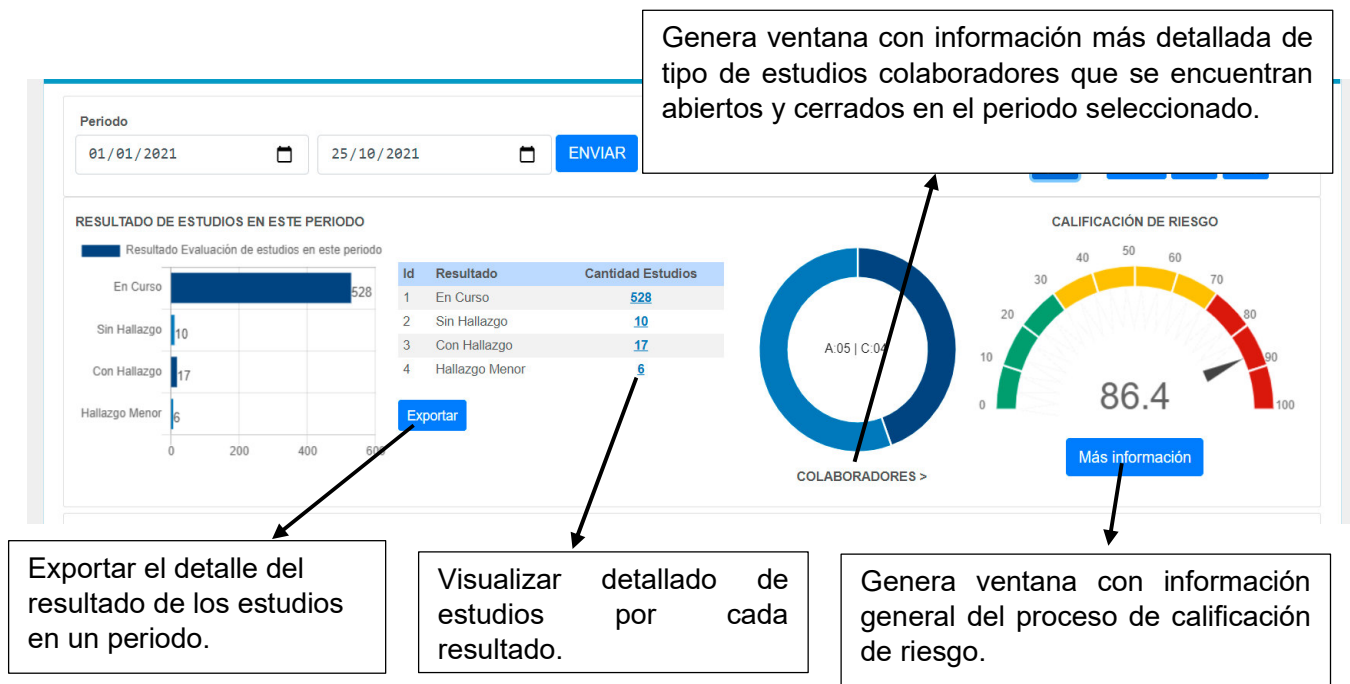 Genera ventana con información más detallada de
tipo de estudios colaboradores que se encuentran
abiertos y cerrados en el periodo seleccionado.
Periodo
01/01/2021
25/10/2021
ENVIAR
RESULTADO DE ESTUDIOS EN ESTE PERIODO
Resultado Evaluación de estudios en este periodo
En Curso
528
Sin Hallazgo
10
Con Hallazgo
17
Hallazgo Menor
6
0 200 400 600
Id Resultado Cantidad Estudios
1 En Curso 528
2 Sin Hallazgo 10
3 Con Hallazgo 17
4 Hallazgo Menor 6
Exportar
A:05 | C:04
COLABORADORES >
CALIFICACIÓN DE RIESGO
0 10 20 30 40 50 60 70 80 90 100
86.4
Más información
Exportar el detalle del
resultado de los estudios
en un periodo.
Visualizar detallado de
estudios por cada
resultado.
Genera ventana con información
general del proceso de calificación
de riesgo.